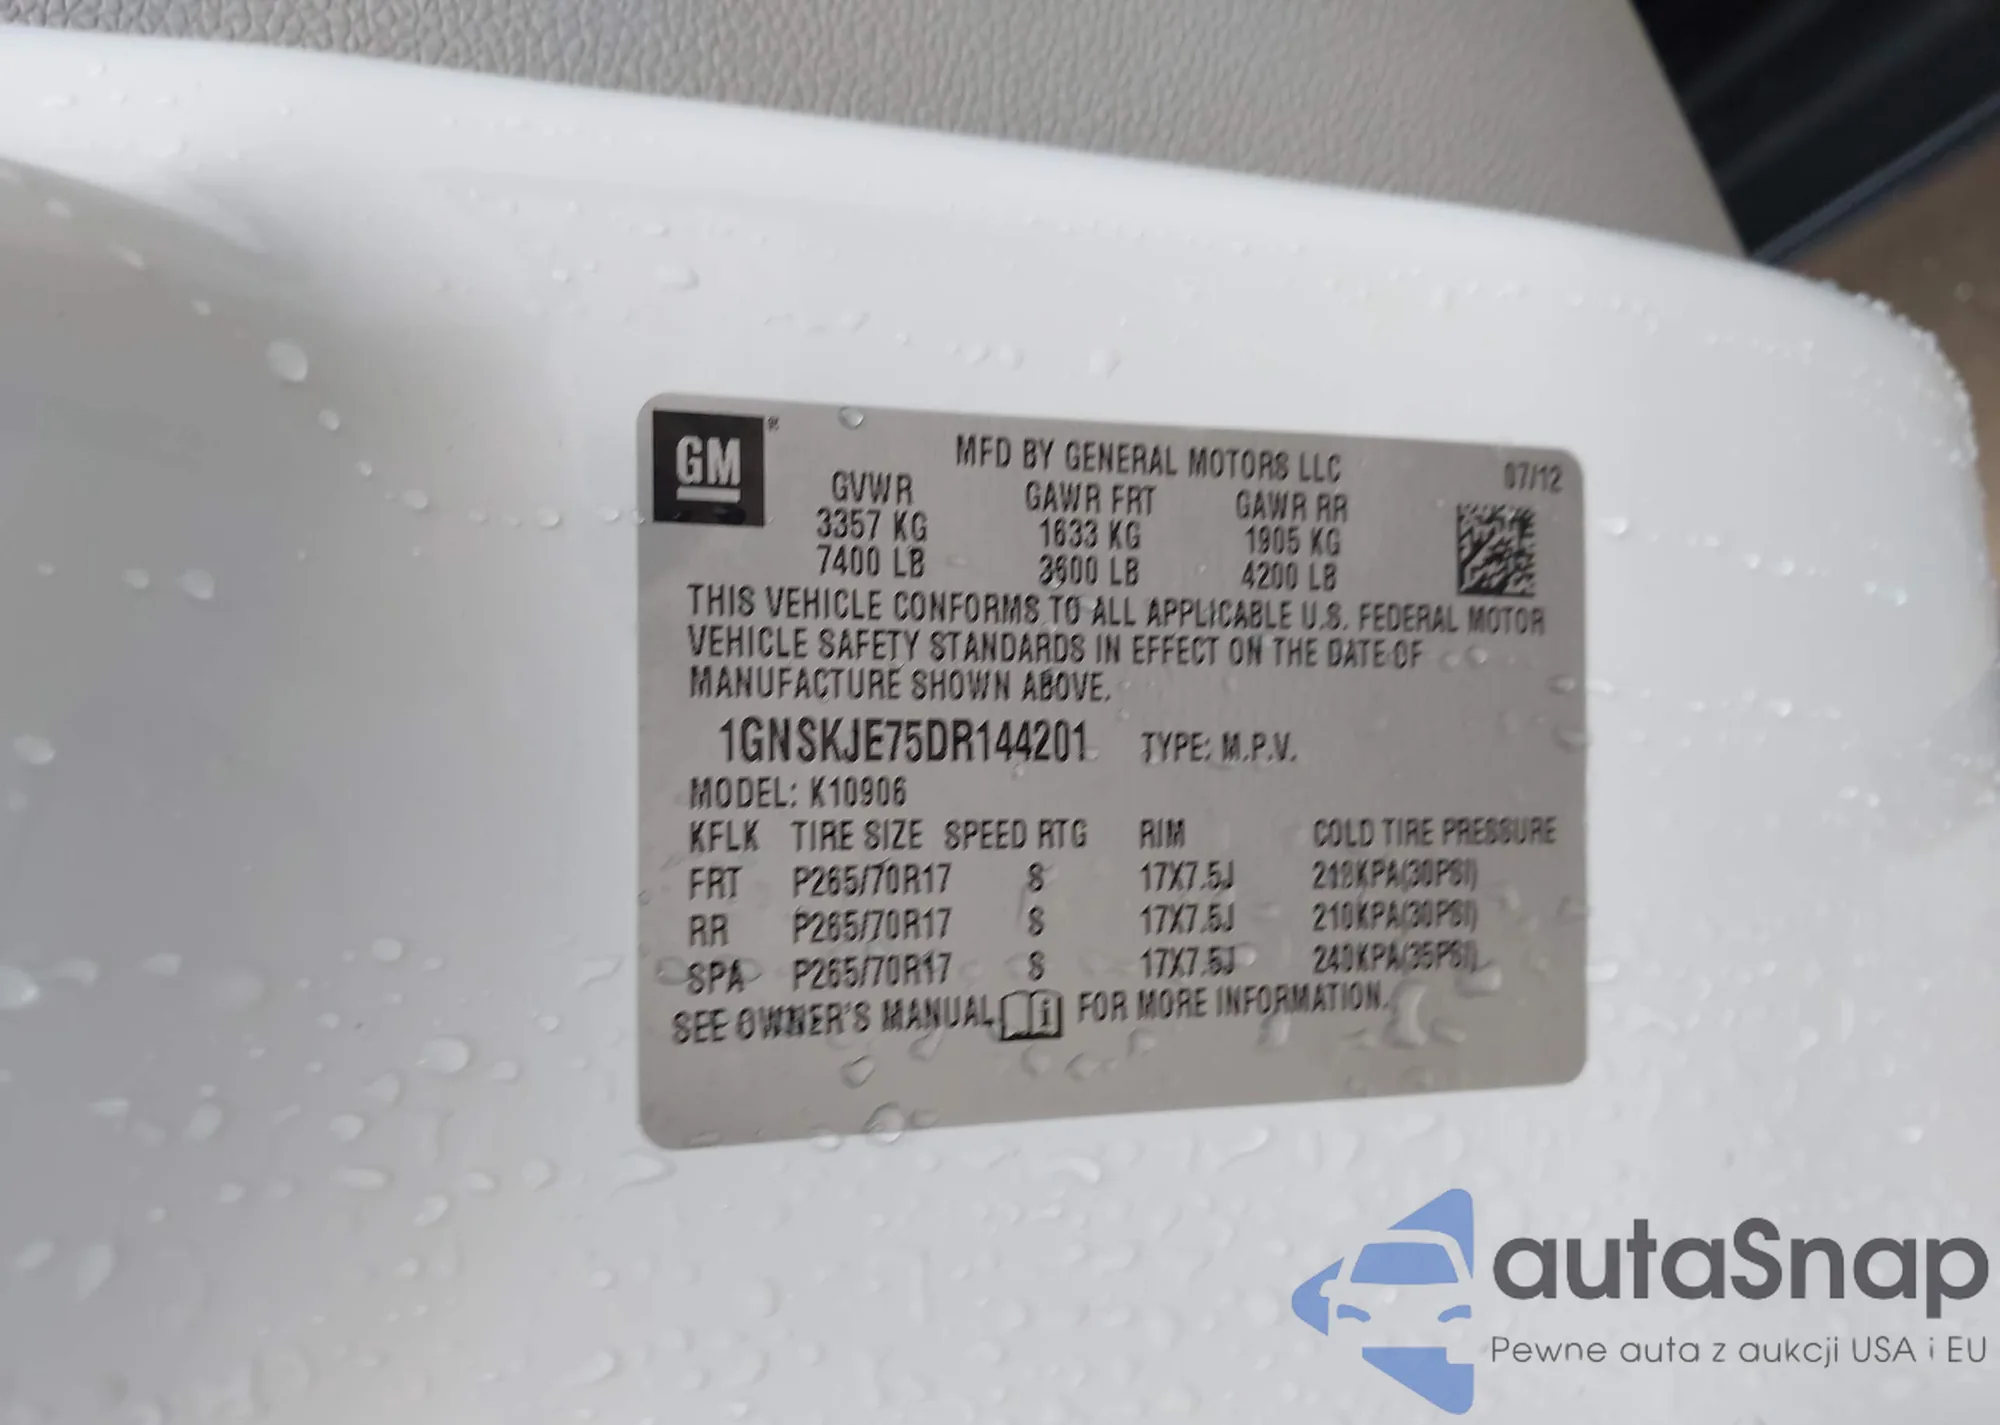 GM®
MFD BY GENERAL MOTORS LLC 07/12
GVWR GAWR FRT GAWR RR
3357 KG 1633 KG 1905 KG
7400 LB 3600 LB 4200 LB
THIS VEHICLE CONFORMS TO ALL APPLICABLE U.S. FEDERAL MOTOR
VEHICLE SAFETY STANDARDS IN EFFECT ON THE DATE OF
MANUFACTURE SHOWN ABOVE.
1GNSKJE75DR144201 TYPE: M.P.V.
MODEL: K10906
KFLK TIRE SIZE SPEED RTG RIM COLD TIRE PRESSURE
FRT P265/70R17 S 17X7.5J 210KPA(30PSI)
RR P265/70R17 S 17X7.5J 210KPA(30PSI)
SPA P265/70R17 S 17X7.5J 240KPA(35PSI)
SEE OWNER'S MANUAL i FOR MORE INFORMATION.
autaSnap
Pewne auta z aukcji USA i EU